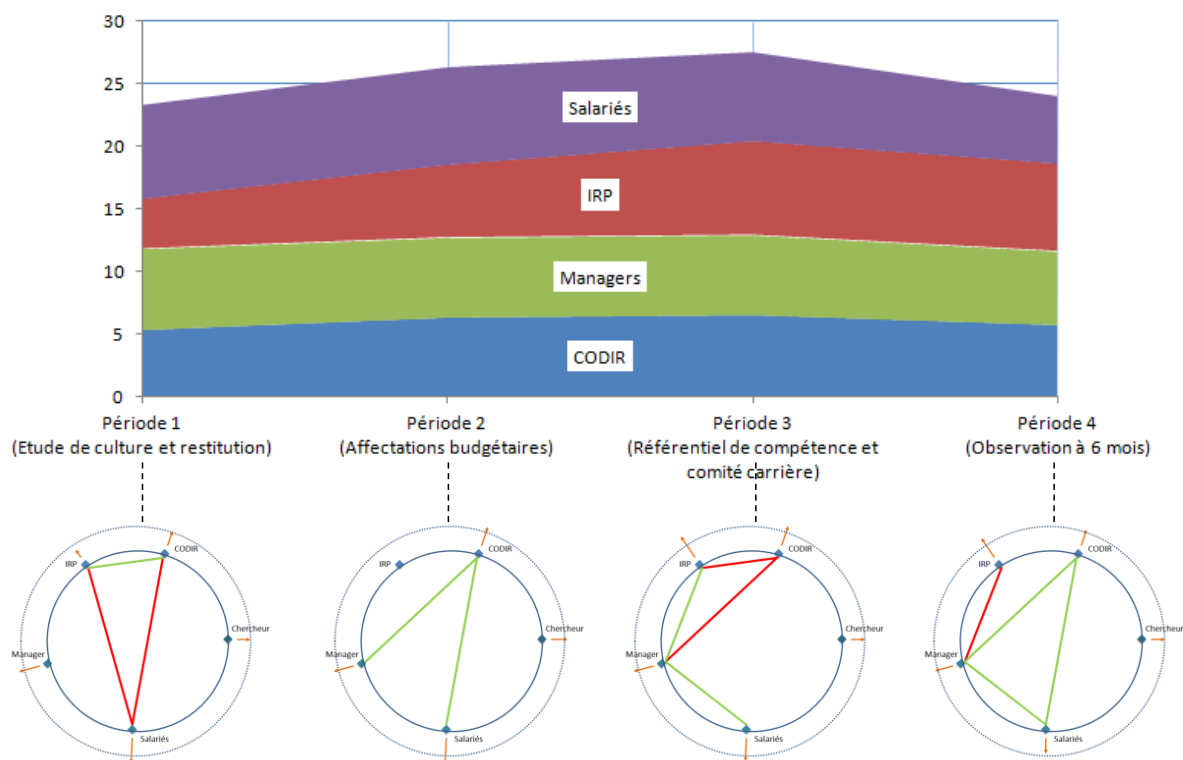 30
25
20
15
10
5
0
Salariés
IRP
Managers
CODIR
Période 1
(Etude de culture et restitution)
Période 2
(Affectations budgétaires)
Période 3
(Référentiel de compétence et
comité carrière)
Période 4
(Observation à 6 mois)
CODIR
IRP
Chercheur
Manager
Salariés
CODIR
IRP
Chercheur
Manager
Salariés
CODIR
IRP
Chercheur
Manager
Salariés
CODIR
IRP
Chercheur
Manager
Salariés